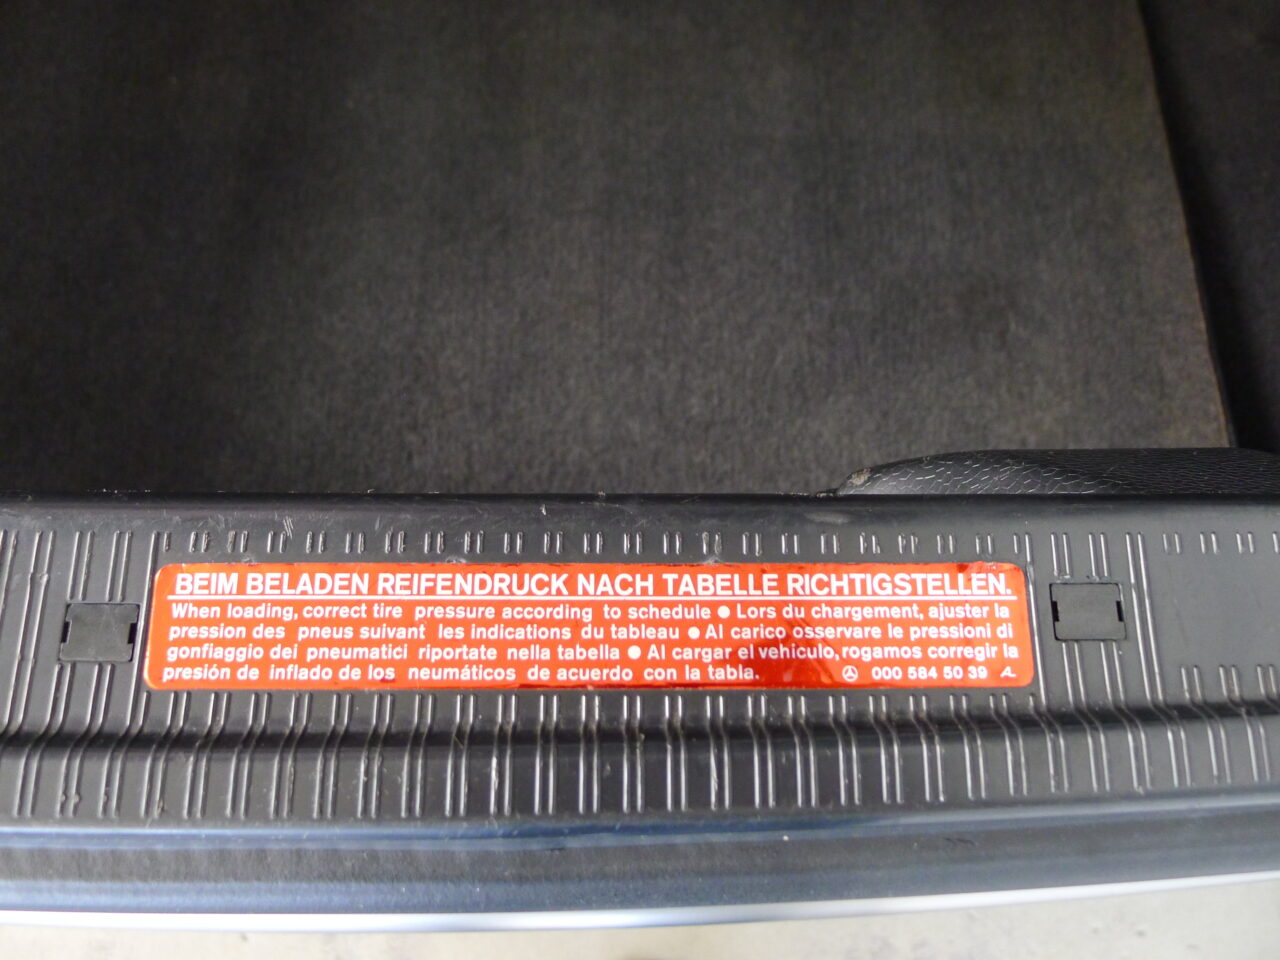 BEIM BELADEN REIFENDRUCK NACH TABELLE RICHTIGSTELLEN.
When loading, correct tire pressure according to schedule ● Lors du chargement, ajuster la
pression des pneus suivant les indications du tableau ● Al carico osservare le pressioni di
gonfiaggio dei pneumatici riportate nella tabella ● Al cargar el vehículo, rogamos corregir la
presión de inflado de los neumáticos de acuerdo con la tabla. 000 584 50 39